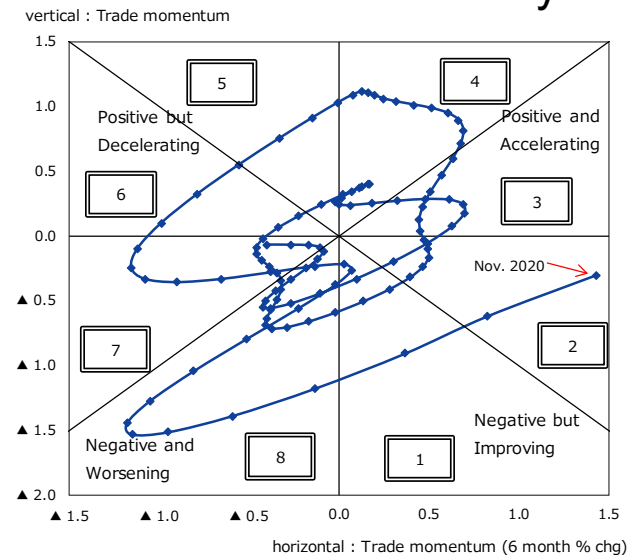 y
vertical : Trade momentum
1.5
1.0
0.5
0.0
▲ 0.5
▲ 1.0
▲ 1.5
▲ 2.0
5
4
Positive but
Decelerating
Positive and
Accelerating
6
3
Nov. 2020
7
2
Negative and
Worsening
8
1
Negative but
Improving
▲ 1.5
▲ 1.0
▲ 0.5
0.0
0.5
1.0
1.5
horizontal : Trade momentum (6 month % chg)